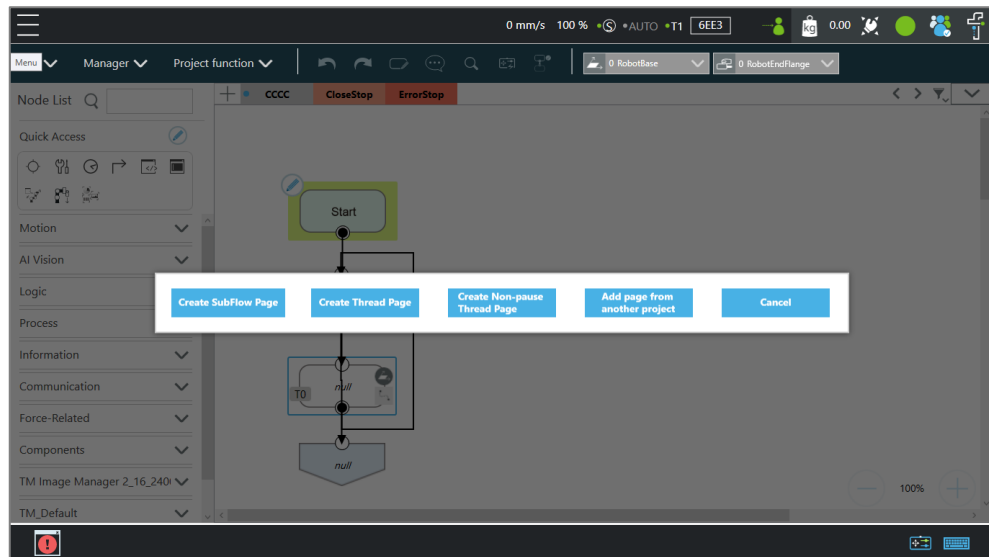 0 mm/s 100 % S AUTO T1 6EE3 kg 0.00
Menu Manager Project function 0 RobotBase 0 RobotEndFlange
Node List
CCCC CloseStop ErrorStop
Quick Access
Start
Motion
AI Vision
Logic
Create SubFlow Page
Create Thread Page
Create Non-pause
Thread Page
Add page from
another project
Cancel
Process
Information
Communication
T0 null
Force-Related
Components
null
TM Image Manager 2_16_240
100%
TM_Default